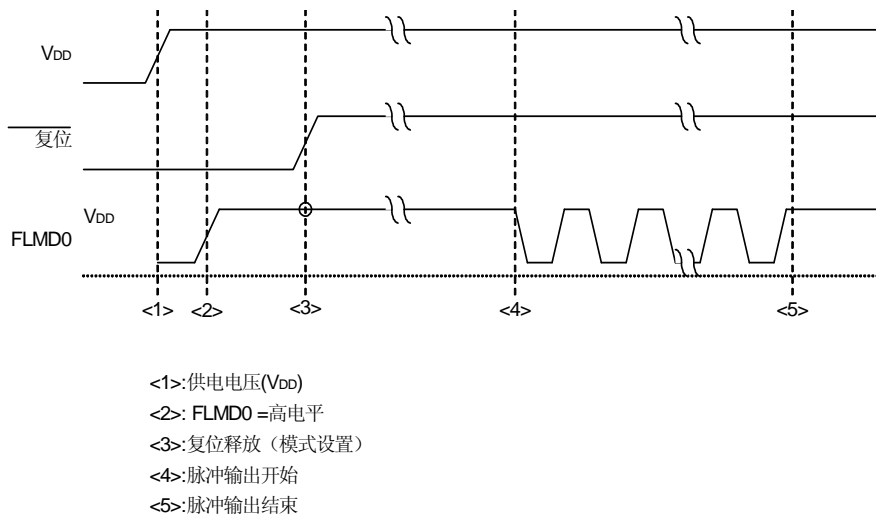 VDD
复位
VDD
FLMD0
<1> <2> <3> <4> <5>
<1>:供电电压(VDD)
<2>: FLMD0 =高电平
<3>:复位释放（模式设置）
<4>:脉冲输出开始
<5>:脉冲输出结束